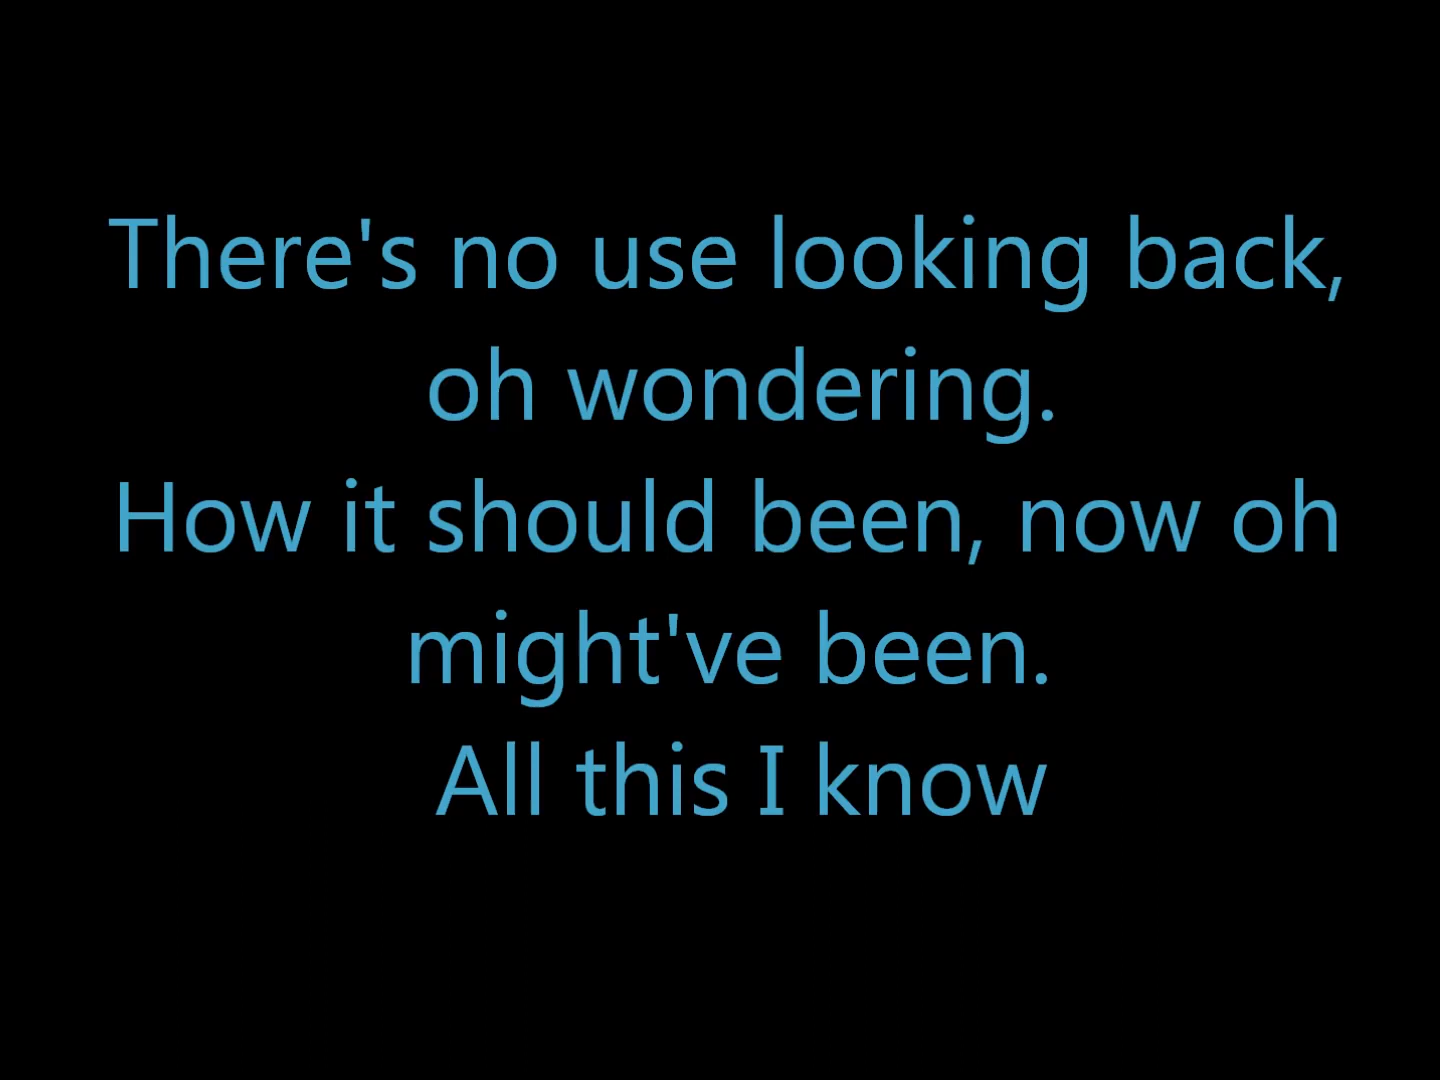 There's no use looking back,
oh wondering.
How it should been, now oh
might've been.
All this I know